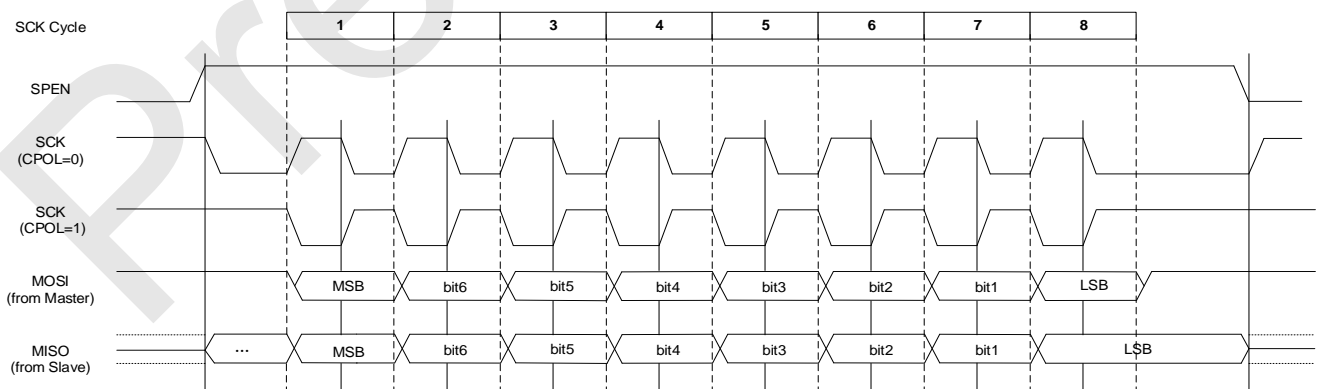 SCK Cycle 1 2 3 4 5 6 7 8
SPEN
SCK
(CPOL=0)
SCK
(CPOL=1)
MOSI
(from Master)
MSB bit6 bit5 bit4 bit3 bit2 bit1 LSB
MISO
(from Slave)
... MSB bit6 bit5 bit4 bit3 bit2 bit1 LSB
Pre